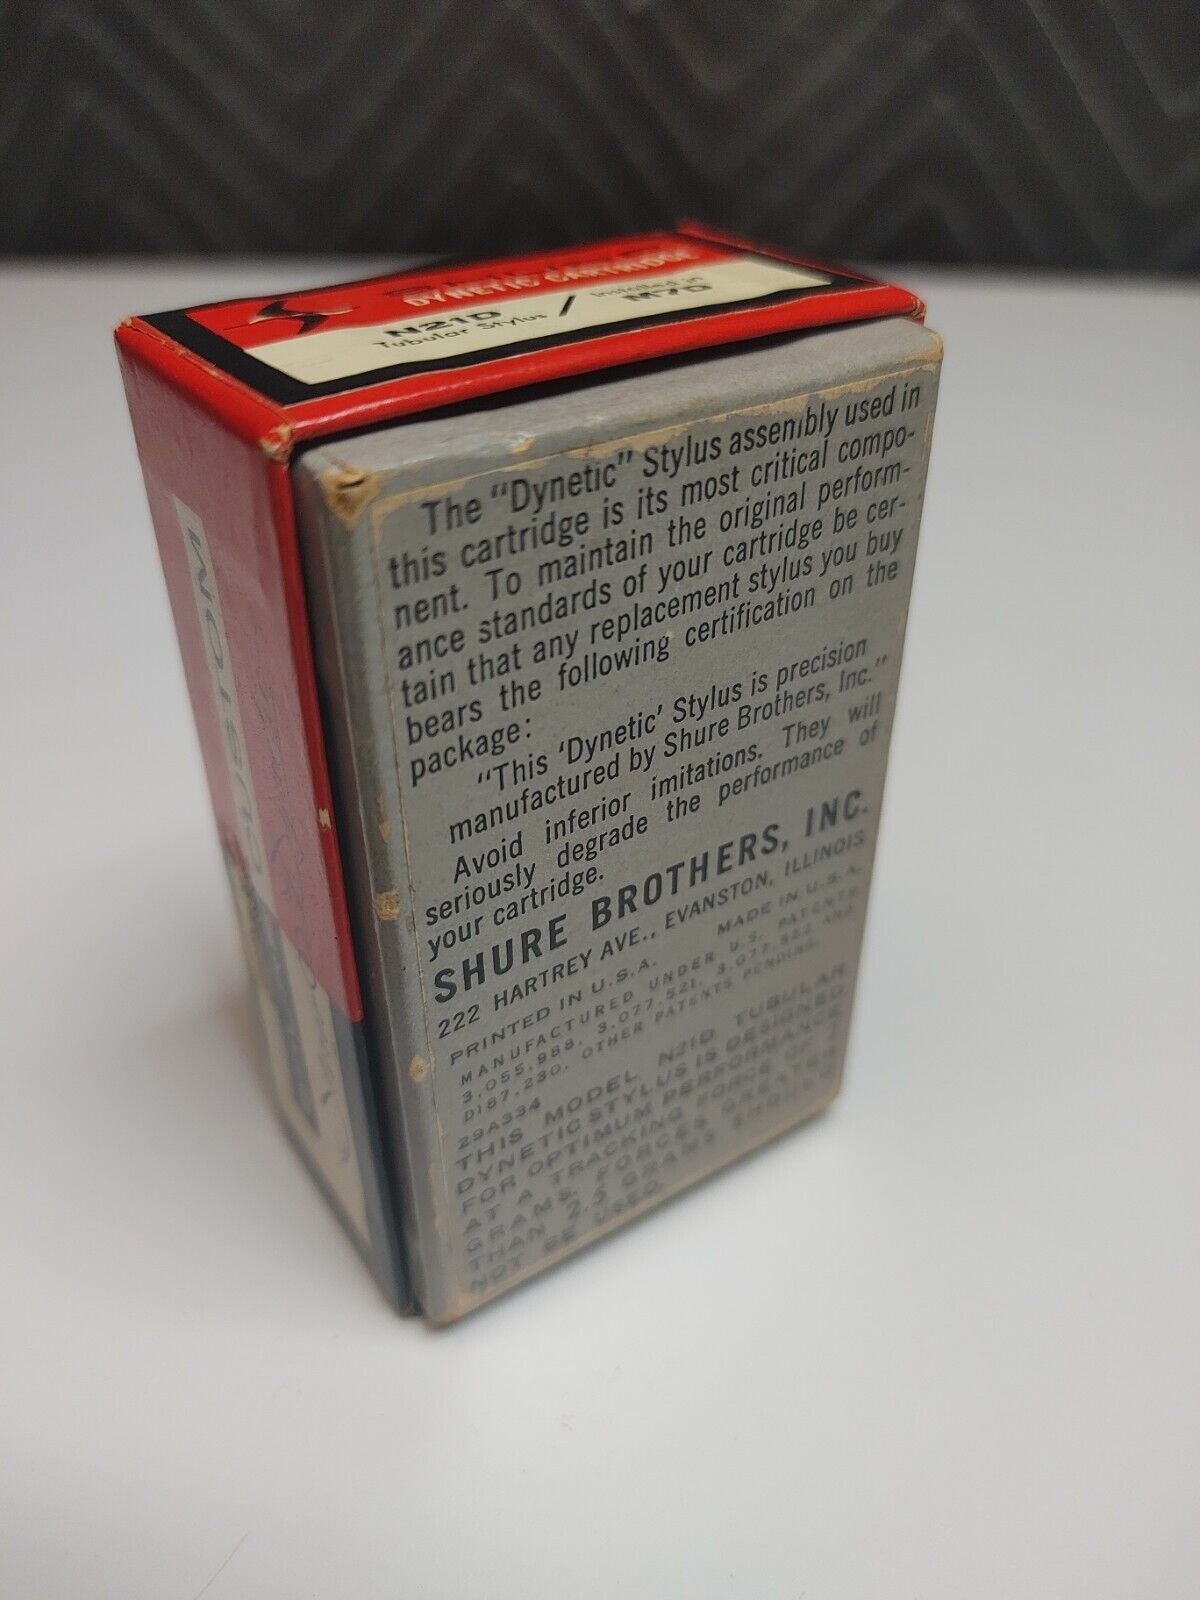 DYNETIC CARTRIDGE
N21D / Installed in M7D
Tubular Stylus
The "Dynetic" Stylus assembly used in
this cartridge is its most critical compo-
nent. To maintain the original perform-
ance standards of your cartridge be cer-
tain that any replacement stylus you buy
bears the following certification on the
package:
"This 'Dynetic' Stylus is precision
manufactured by Shure Brothers, Inc."
Avoid inferior imitations. They will
seriously degrade the performance of
your cartridge.
SHURE BROTHERS, INC.
222 HARTREY AVE., EVANSTON, ILLINOIS
PRINTED IN U.S.A. MADE IN U.S.A.
MANUFACTURED UNDER U.S. PATENTS
3,055,988, 3,077,521, 3,077,522 AND
D187,230. OTHER PATENTS PENDING.
29A334
THIS MODEL N21D TUBULAR
DYNETIC STYLUS IS DESIGNED
FOR OPTIMUM PERFORMANCE
AT A TRACKING FORCE OF 2
GRAMS. FORCES GREATER
THAN 2.5 GRAMS SHOULD
NOT BE USED.